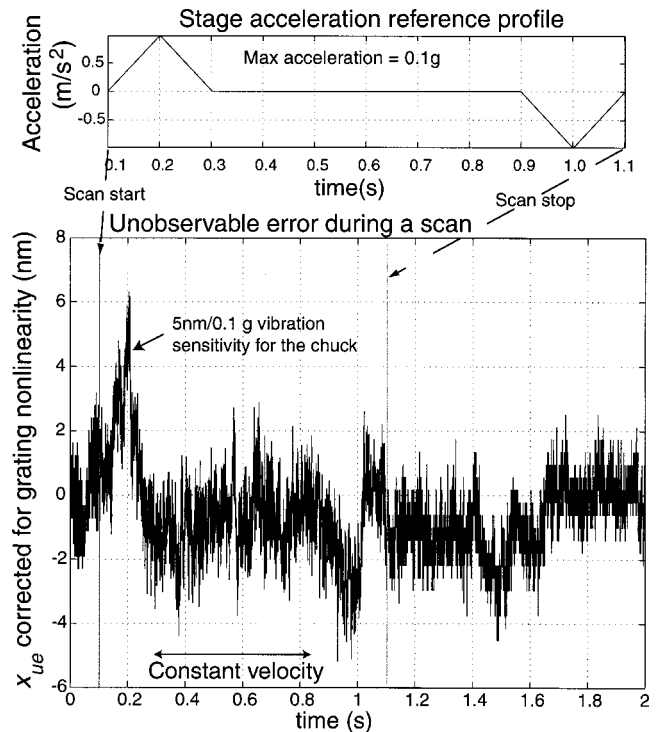 Stage acceleration reference profile
Acceleration
(m/s²)
0.5
0
-0.5
Max acceleration = 0.1g
0.1 0.2 0.3 0.4 0.5 0.6 0.7 0.8 0.9 1.0 1.1
time(s)
Scan start
Scan stop
Unobservable error during a scan
x_ue corrected for grating nonlinearity (nm)
8
6
4
2
0
-2
-4
-6
5nm/0.1 g vibration
sensitivity for the chuck
Constant velocity
0 0.2 0.4 0.6 0.8 1 1.2 1.4 1.6 1.8 2
time (s)